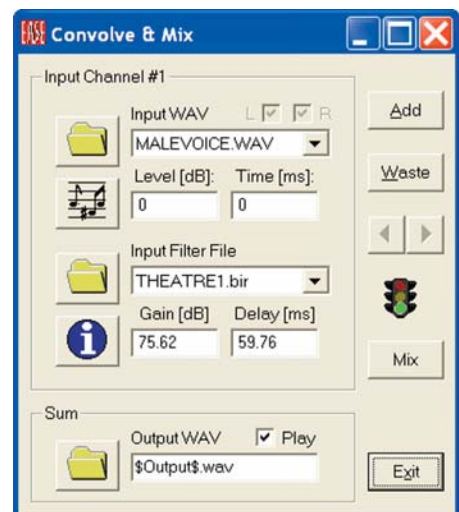 EASE Convolve & Mix
Input Channel #1
Input WAV L R
MALEVOICE.WAV
Add
Level [dB]: Time [ms]:
0 0
Waste
Input Filter File
THEATRE1.bir
Gain [dB] Delay [ms]
75.62 59.76
Mix
Sum
Output WAV Play
$Output$.wav
Exit